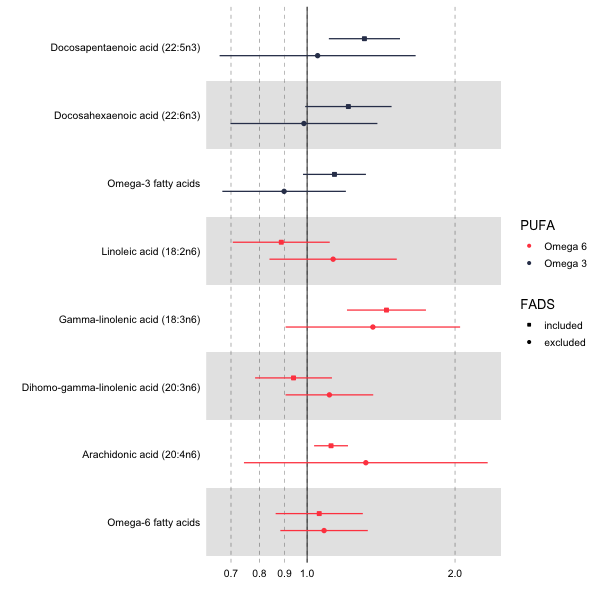 Docosapentaenoic acid (22:5n3)
Docosahexaenoic acid (22:6n3)
Omega-3 fatty acids
Linoleic acid (18:2n6)
Gamma-linolenic acid (18:3n6)
Dihomo-gamma-linolenic acid (20:3n6)
Arachidonic acid (20:4n6)
Omega-6 fatty acids
0.7 0.8 0.9 1.0 2.0
PUFA
Omega 6
Omega 3
FADS
included
excluded